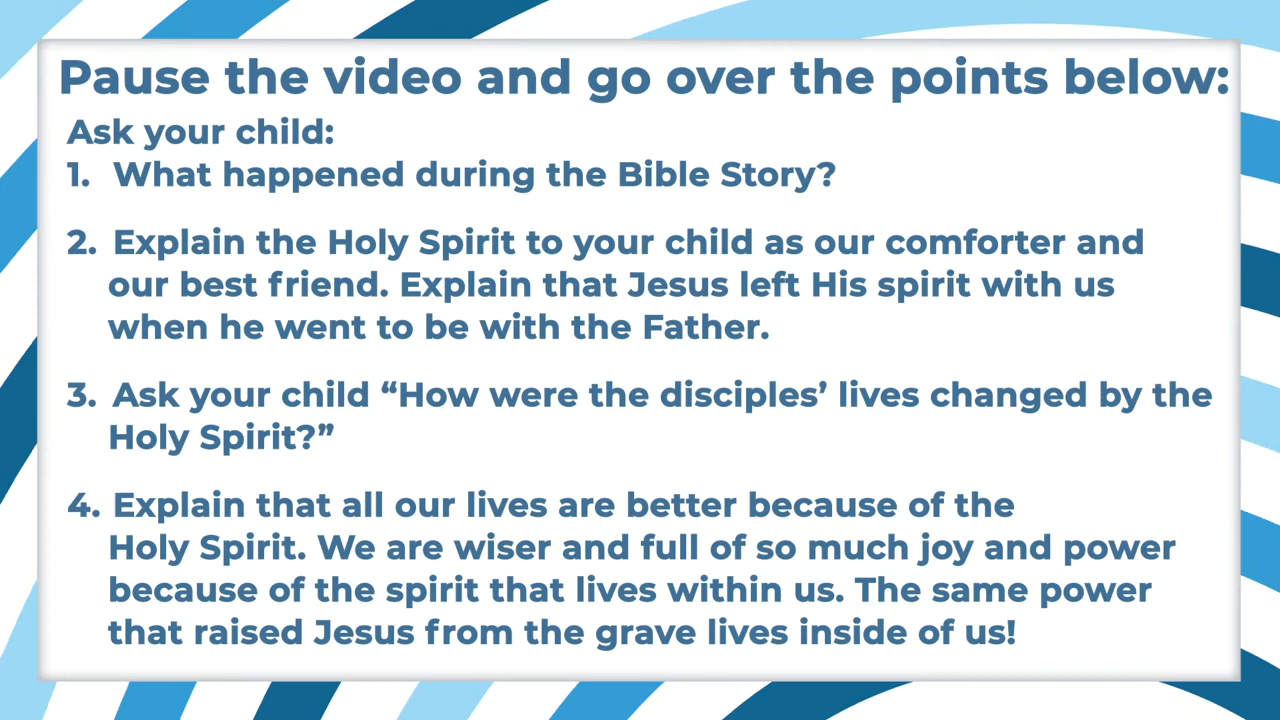 Pause the video and go over the points below:
Ask your child:
1. What happened during the Bible Story?
2. Explain the Holy Spirit to your child as our comforter and
our best friend. Explain that Jesus left His spirit with us
when he went to be with the Father.
3. Ask your child “How were the disciples’ lives changed by the
Holy Spirit?”
4. Explain that all our lives are better because of the
Holy Spirit. We are wiser and full of so much joy and power
because of the spirit that lives within us. The same power
that raised Jesus from the grave lives inside of us!